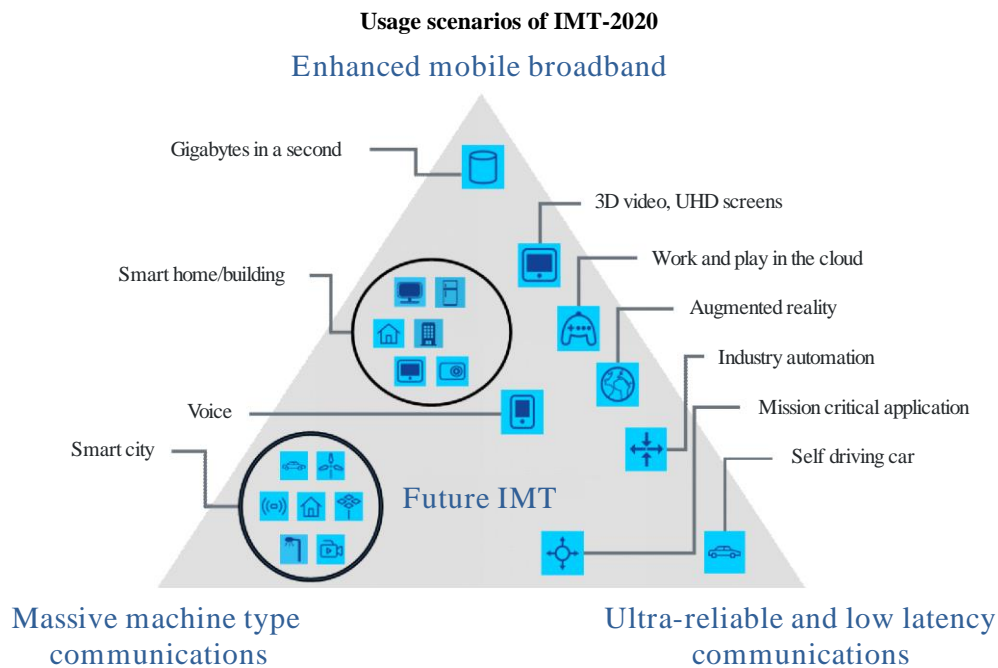 Usage scenarios of IMT-2020
Enhanced mobile broadband
Gigabytes in a second
3D video, UHD screens
Work and play in the cloud
Smart home/building
Augmented reality
Industry automation
Mission critical application
Voice
Smart city
Self driving car
Future IMT
Massive machine type
communications
Ultra-reliable and low latency
communications